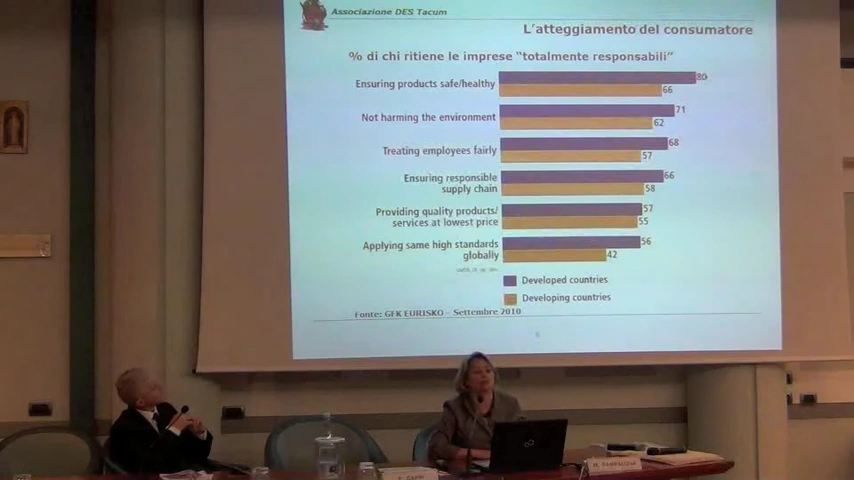 Associazione DES Tacum
L'atteggiamento del consumatore
% di chi ritiene le imprese "totalmente responsabili"
Ensuring products safe/healthy
80
66
Not harming the environment
71
62
Treating employees fairly
68
57
Ensuring responsible
supply chain
66
58
Providing quality products/
services at lowest price
57
55
Applying same high standards
globally
56
42
Developed countries
Developing countries
Fonte: GFK EURISKO – Settembre 2010